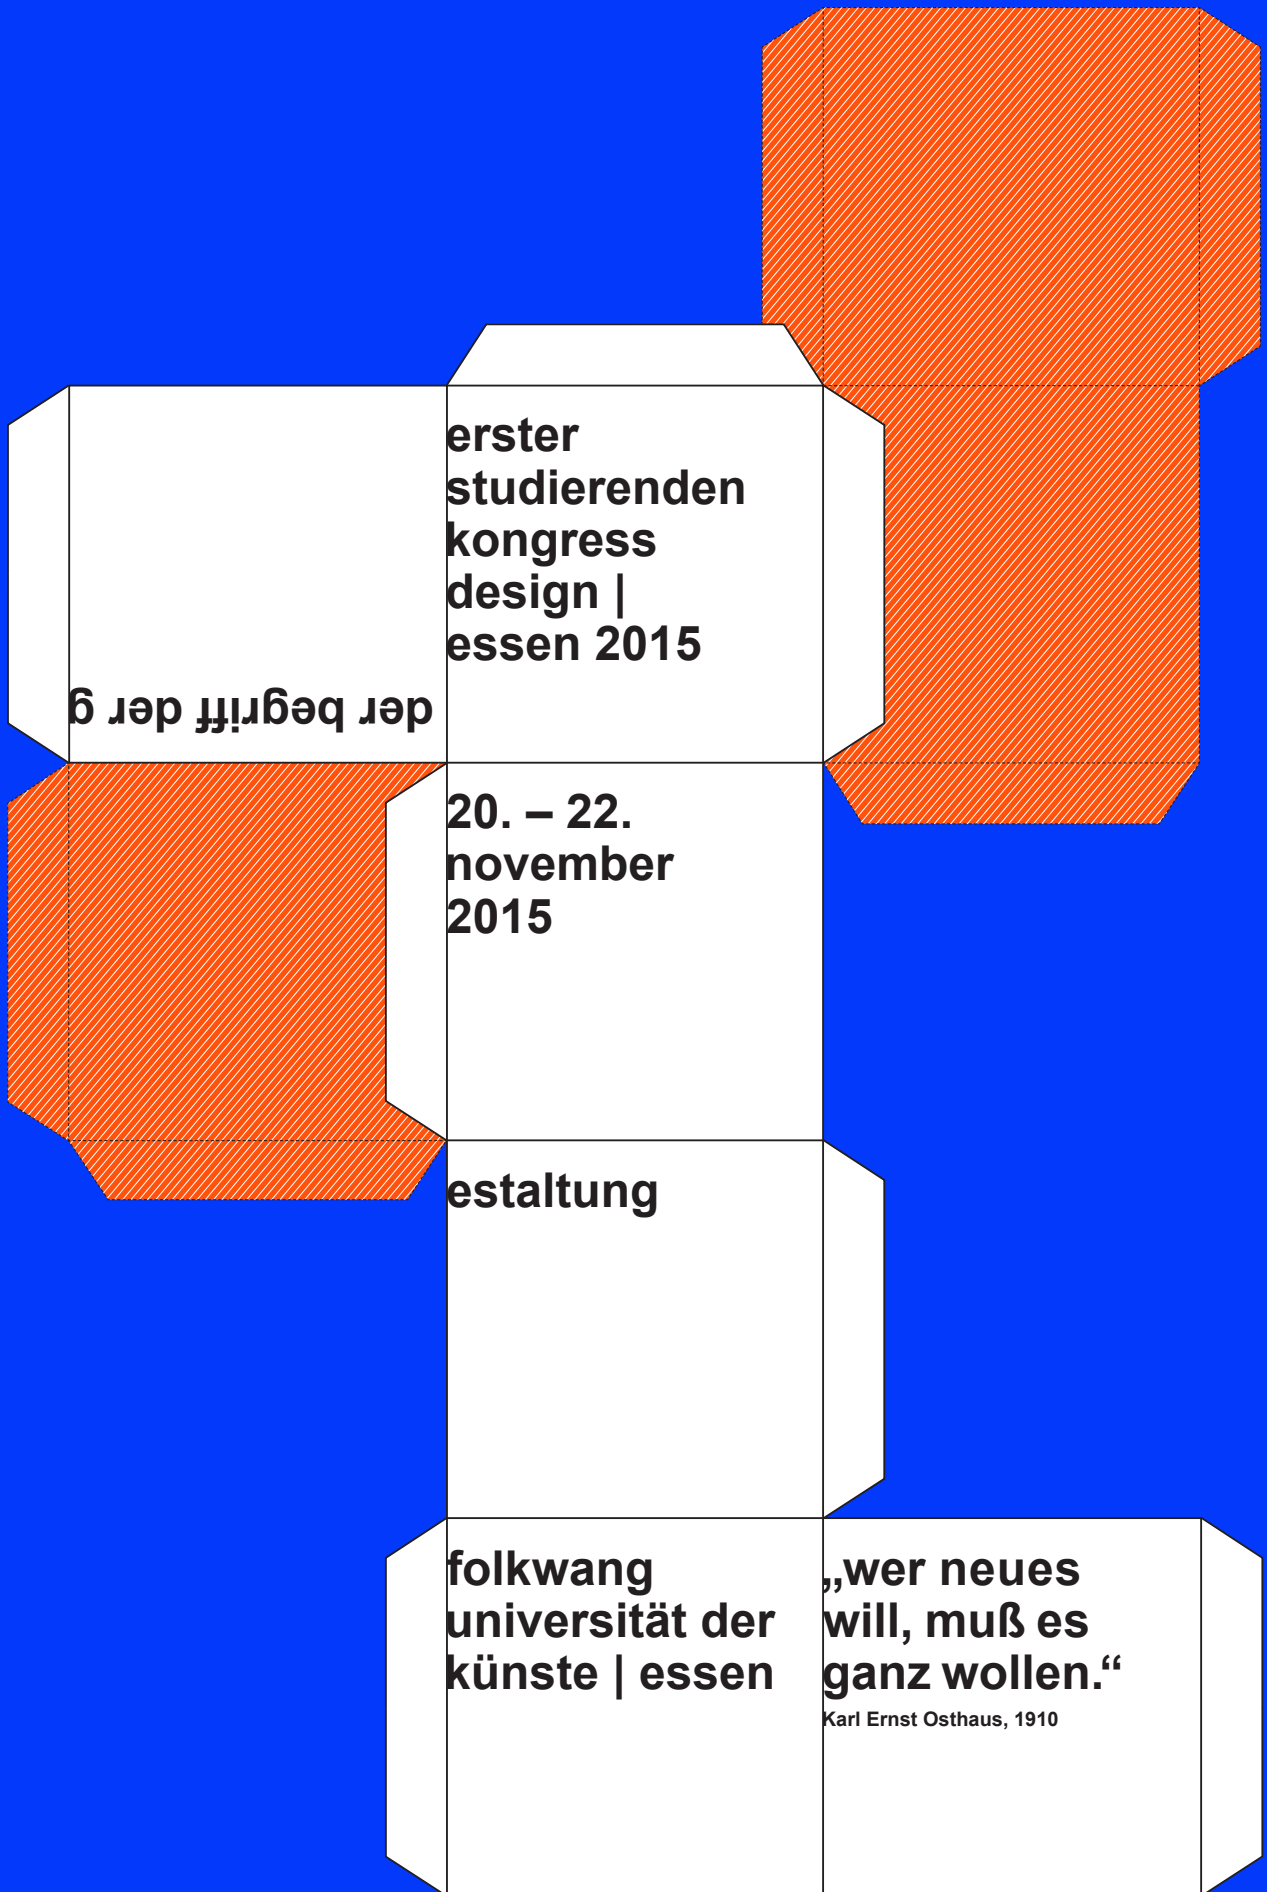 erster
studierenden
kongress
design |
essen 2015
der begriff der g
20. – 22.
november
2015
estaltung
folkwang
universität der
künste | essen
„wer neues
will, muß es
ganz wollen.“
Karl Ernst Osthaus, 1910